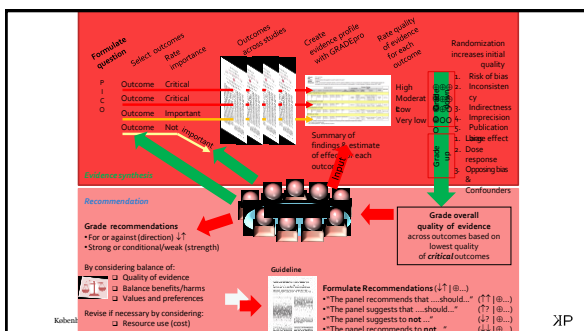 Formulate question
Select outcomes
Rate importance
Outcomes across studies
Create evidence profile with GRADEpro
Rate quality of evidence for each outcome
Randomization increases initial quality
P
I
C
O
Outcome Critical
Outcome Critical
Outcome Important
Outcome Not important
Summary of findings & estimate of effect for each outcome
High
Moderat
Low
Very low
Grade
up
1. Risk of bias
2. Inconsisten
cy
3. Indirectness
4. Imprecision
5. Publication
bias
1. Large effect
2. Dose
response
3. Opposing bias
&
Confounders
Input
Recommendation
Grade recommendations
• For or against (direction) ↓↑
• Strong or conditional/weak (strength)
By considering balance of:
❑ Quality of evidence
❑ Balance benefits/harms
❑ Values and preferences
Revise if necessary by considering:
❑ Resource use (cost)
Guideline
Grade overall
quality of evidence
across outcomes based on
lowest quality
of critical outcomes
Formulate Recommendations (↓↑|⊕...)
• "The panel recommends that ....should..." (↑↑|⊕...)
• "The panel suggests that ....should..." (↑?|⊕...)
• "The panel suggests to not ..." (↓?|⊕...)
• "The panel recommends to not..." (↓↓|⊕...)